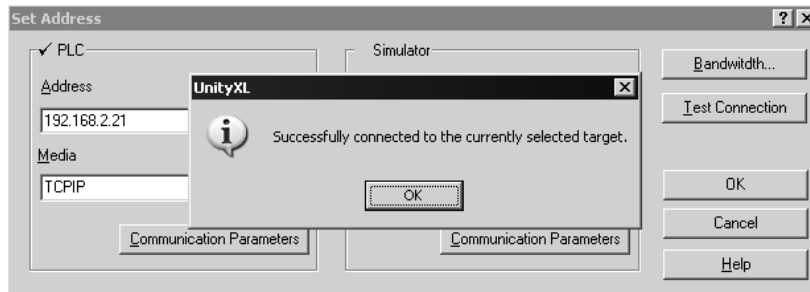 Set Address
PLC
Simulator
Bandwitdth...
Address
UnityXL
Test Connection
192.168.2.21
Successfully connected to the currently selected target.
Media
TCPIP
OK
OK
Cancel
Communication Parameters
Communication Parameters
Help